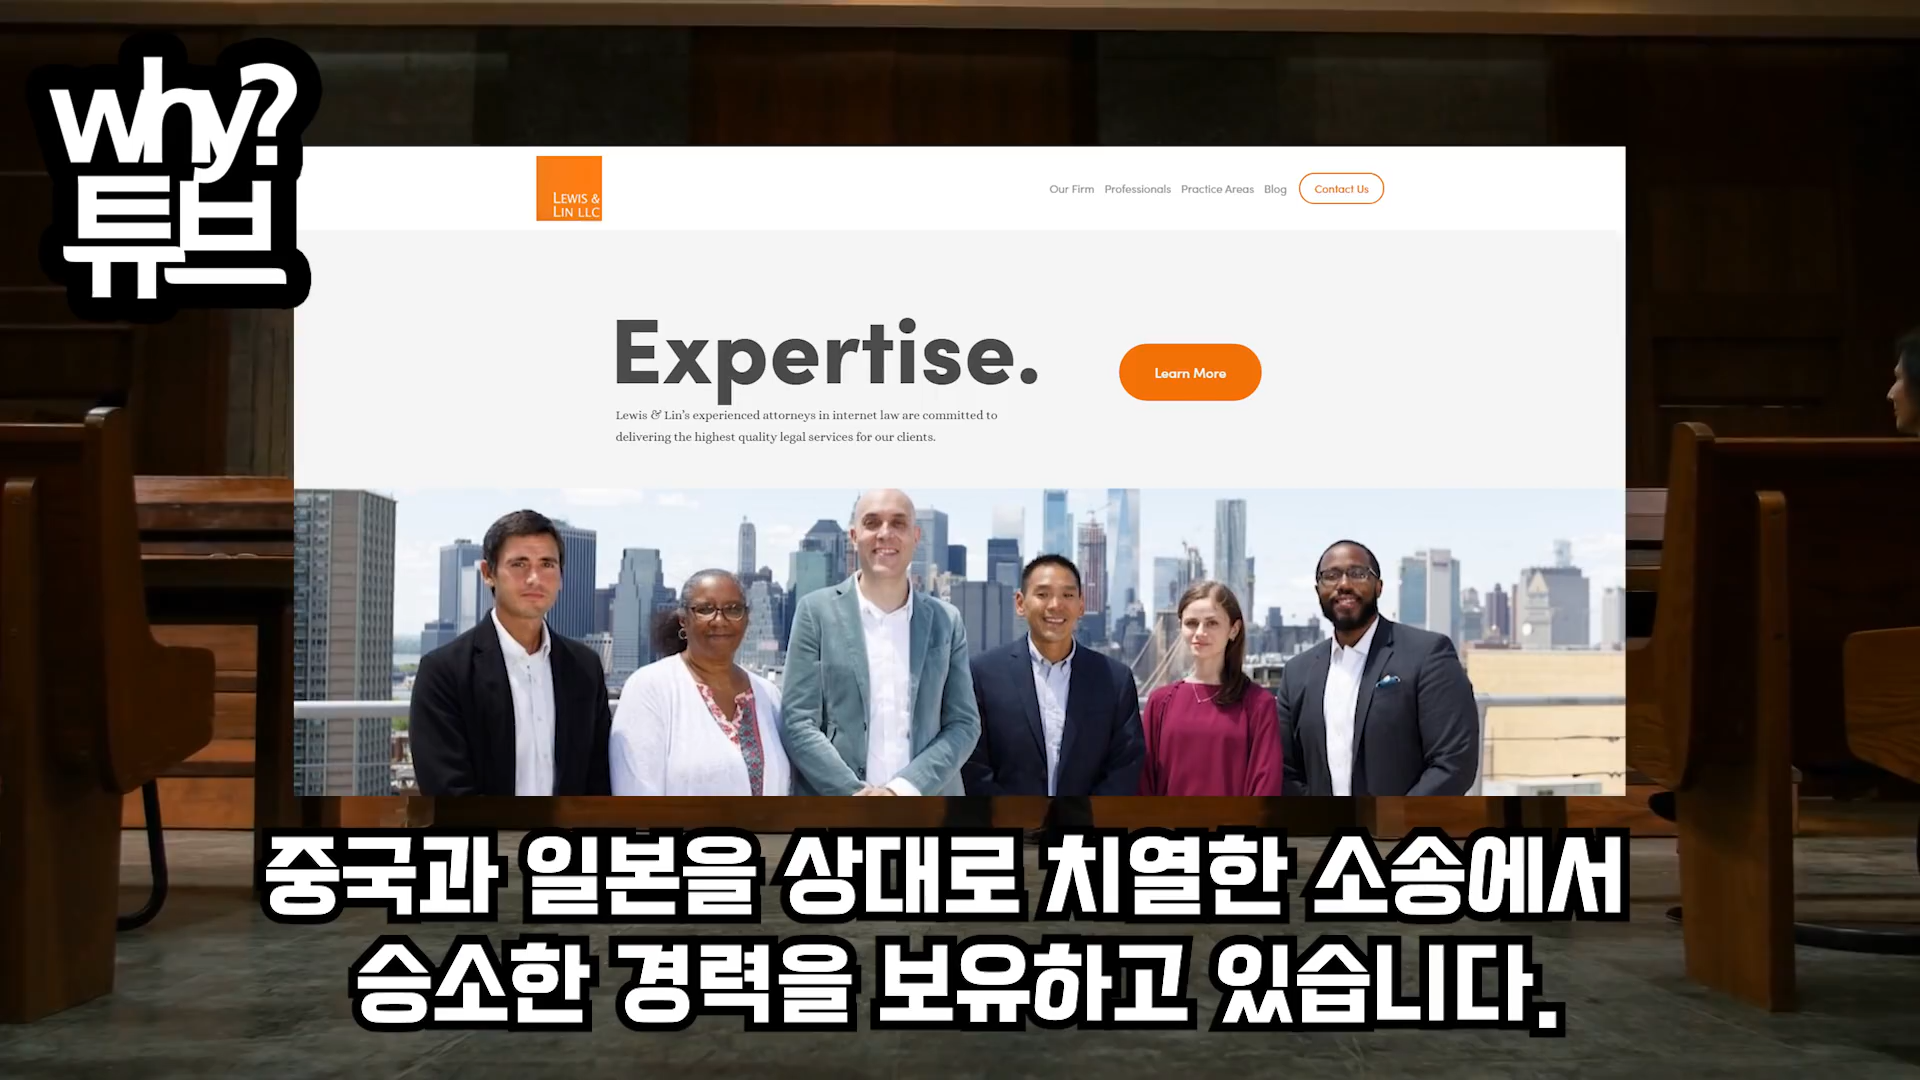 why?
튜브
LEWIS &
LIN LLC
Our Firm Professionals Practice Areas Blog Contact Us
Expertise.
Learn More
Lewis & Lin's experienced attorneys in internet law are committed to
delivering the highest quality legal services for our clients.
중국과 일본을 상대로 치열한 소송에서
승소한 경력을 보유하고 있습니다.